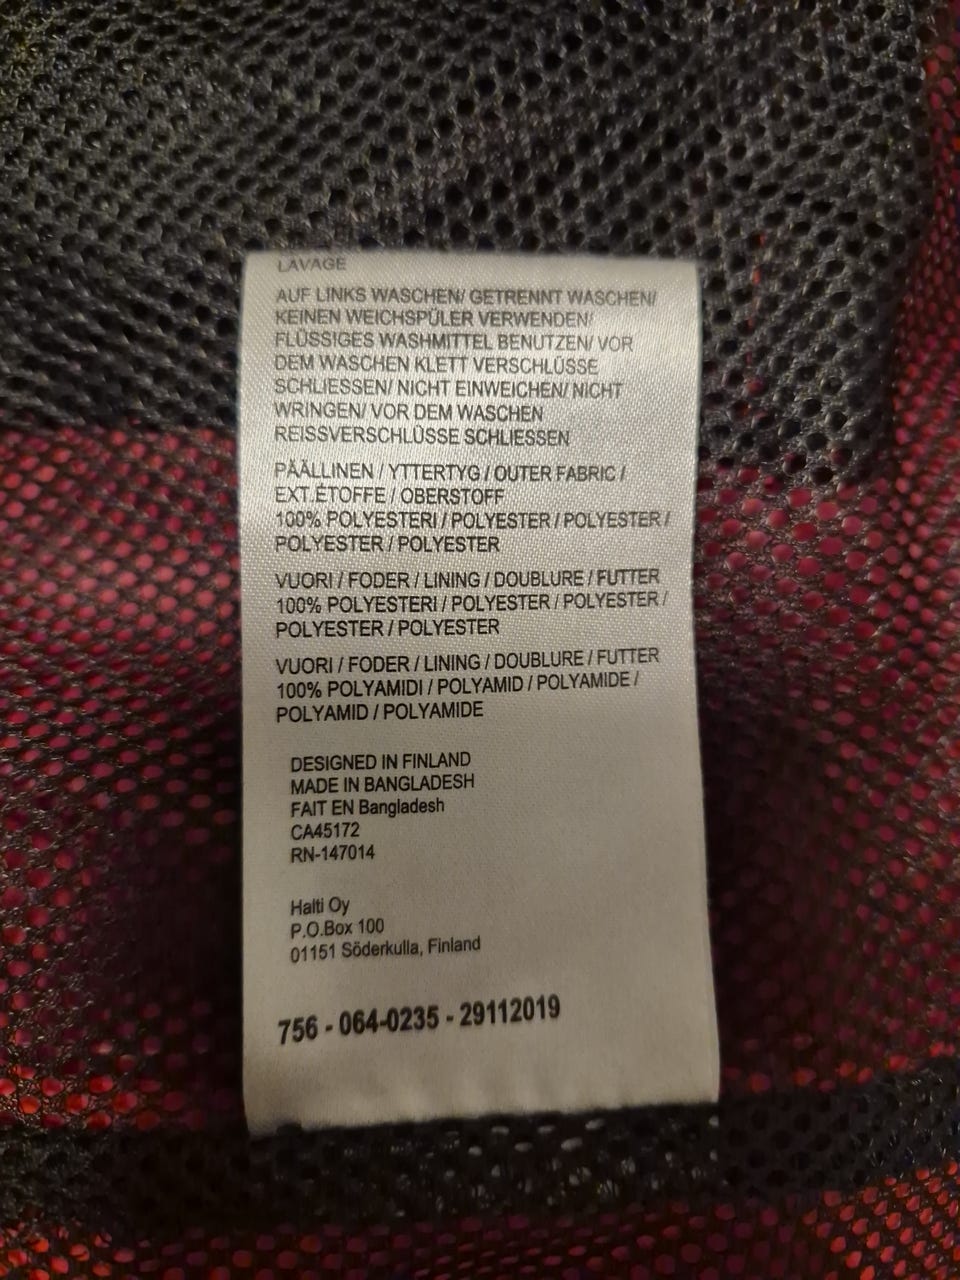 LAVAGE
AUF LINKS WASCHEN/ GETRENNT WASCHEN/
KEINEN WEICHSPÜLER VERWENDEN/
FLÜSSIGES WASHMITTEL BENUTZEN/ VOR
DEM WASCHEN KLETT VERSCHLÜSSE
SCHLIESSEN/ NICHT EINWEICHEN/ NICHT
WRINGEN/ VOR DEM WASCHEN
REISSVERSCHLÜSSE SCHLIESSEN
PÄÄLLINEN / YTTERTYG / OUTER FABRIC /
EXT.ÉTOFFE / OBERSTOFF
100% POLYESTERI / POLYESTER / POLYESTER /
POLYESTER / POLYESTER
VUORI / FODER / LINING / DOUBLURE / FUTTER
100% POLYESTERI / POLYESTER / POLYESTER /
POLYESTER / POLYESTER
VUORI / FODER / LINING / DOUBLURE / FUTTER
100% POLYAMIDI / POLYAMID / POLYAMIDE /
POLYAMID / POLYAMIDE
DESIGNED IN FINLAND
MADE IN BANGLADESH
FAIT EN Bangladesh
CA45172
RN-147014
Halti Oy
P.O.Box 100
01151 Söderkulla, Finland
756 - 064-0235 - 29112019